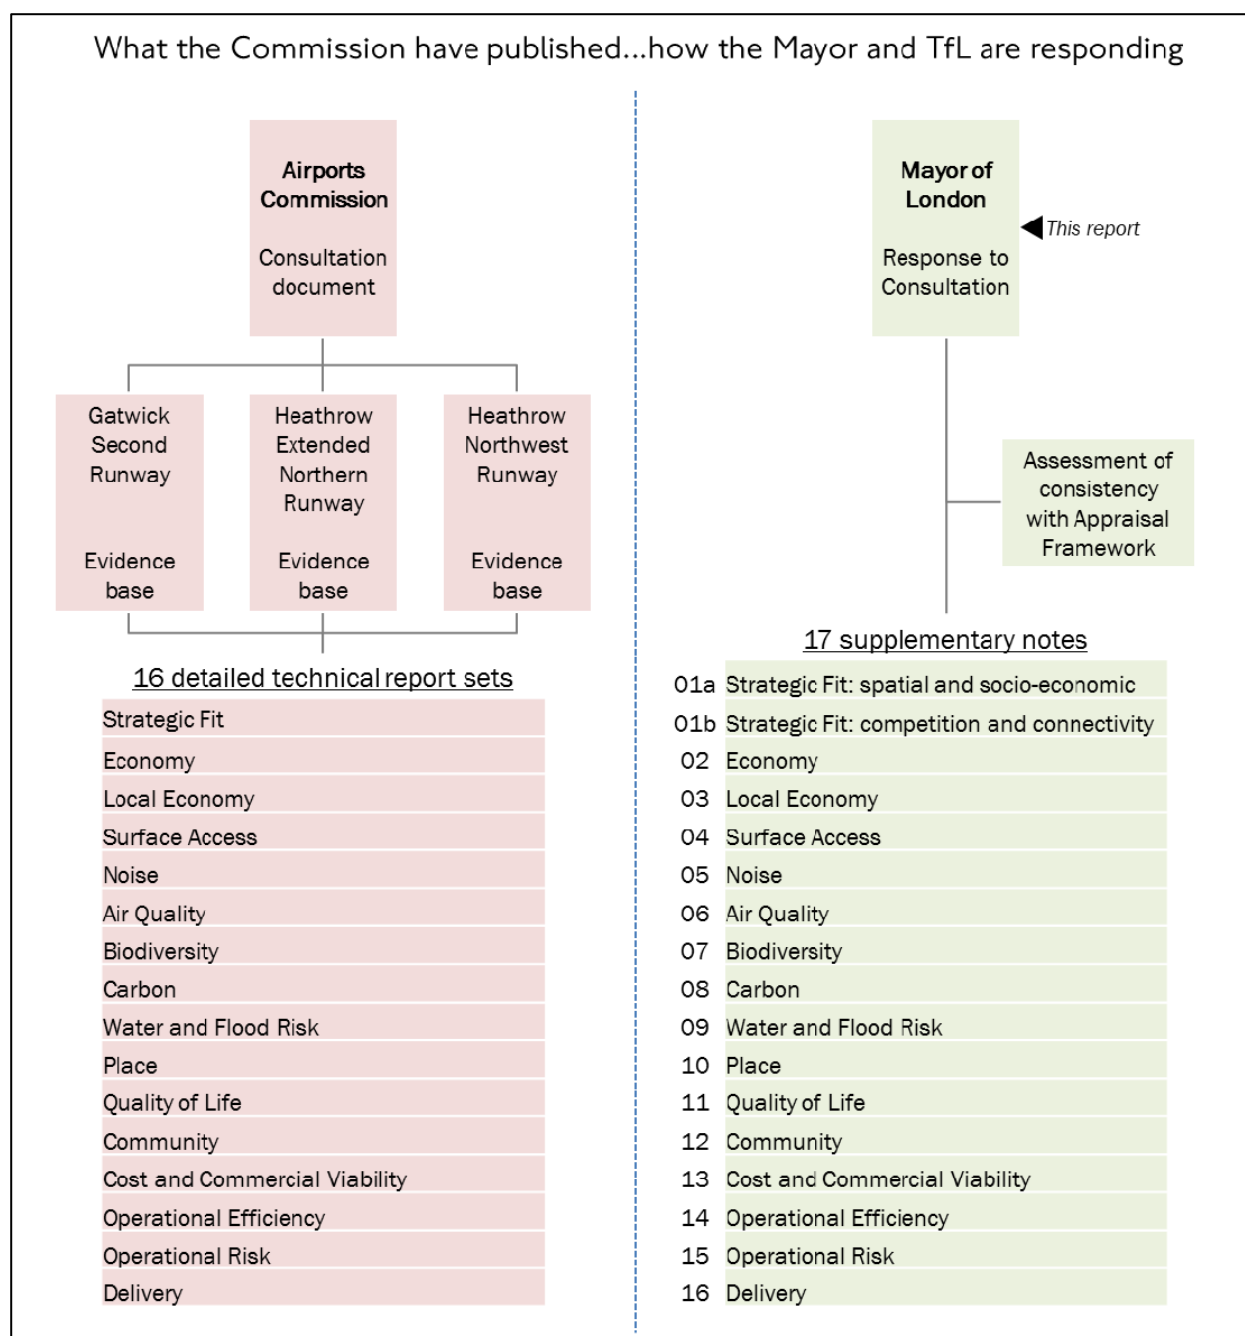 What the Commission have published...how the Mayor and TfL are responding
Airports
Commission
Consultation
document
Gatwick
Second
Runway
Evidence
base
Heathrow
Extended
Northern
Runway
Evidence
base
Heathrow
Northwest
Runway
Evidence
base
16 detailed technical report sets
Strategic Fit
Economy
Local Economy
Surface Access
Noise
Air Quality
Biodiversity
Carbon
Water and Flood Risk
Place
Quality of Life
Community
Cost and Commercial Viability
Operational Efficiency
Operational Risk
Delivery
Mayor of
London
Response to
Consultation
This report
Assessment of
consistency
with Appraisal
Framework
17 supplementary notes
01a Strategic Fit: spatial and socio-economic
01b Strategic Fit: competition and connectivity
02 Economy
03 Local Economy
04 Surface Access
05 Noise
06 Air Quality
07 Biodiversity
08 Carbon
09 Water and Flood Risk
10 Place
11 Quality of Life
12 Community
13 Cost and Commercial Viability
14 Operational Efficiency
15 Operational Risk
16 Delivery